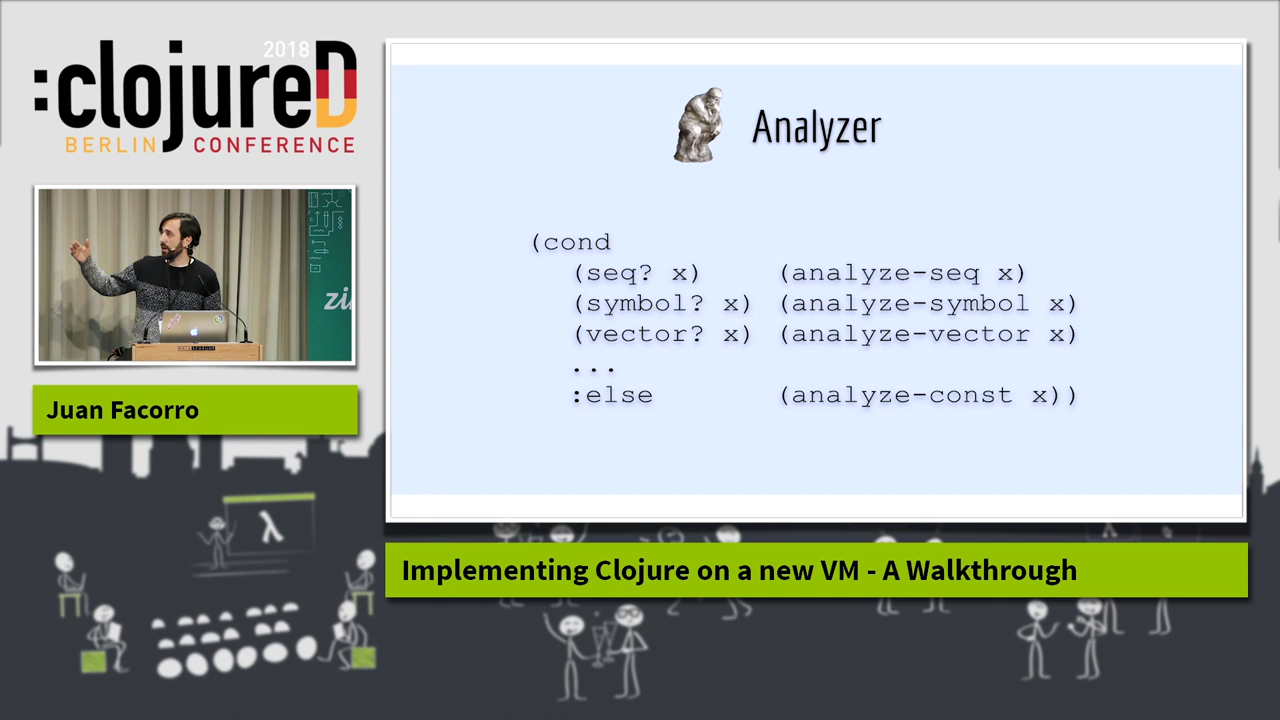 2018
:clojureD
BERLIN CONFERENCE
Juan Facorro
Analyzer
(cond
(seq? x) (analyze-seq x)
(symbol? x) (analyze-symbol x)
(vector? x) (analyze-vector x)
...
:else (analyze-const x))
Implementing Clojure on a new VM - A Walkthrough
λ